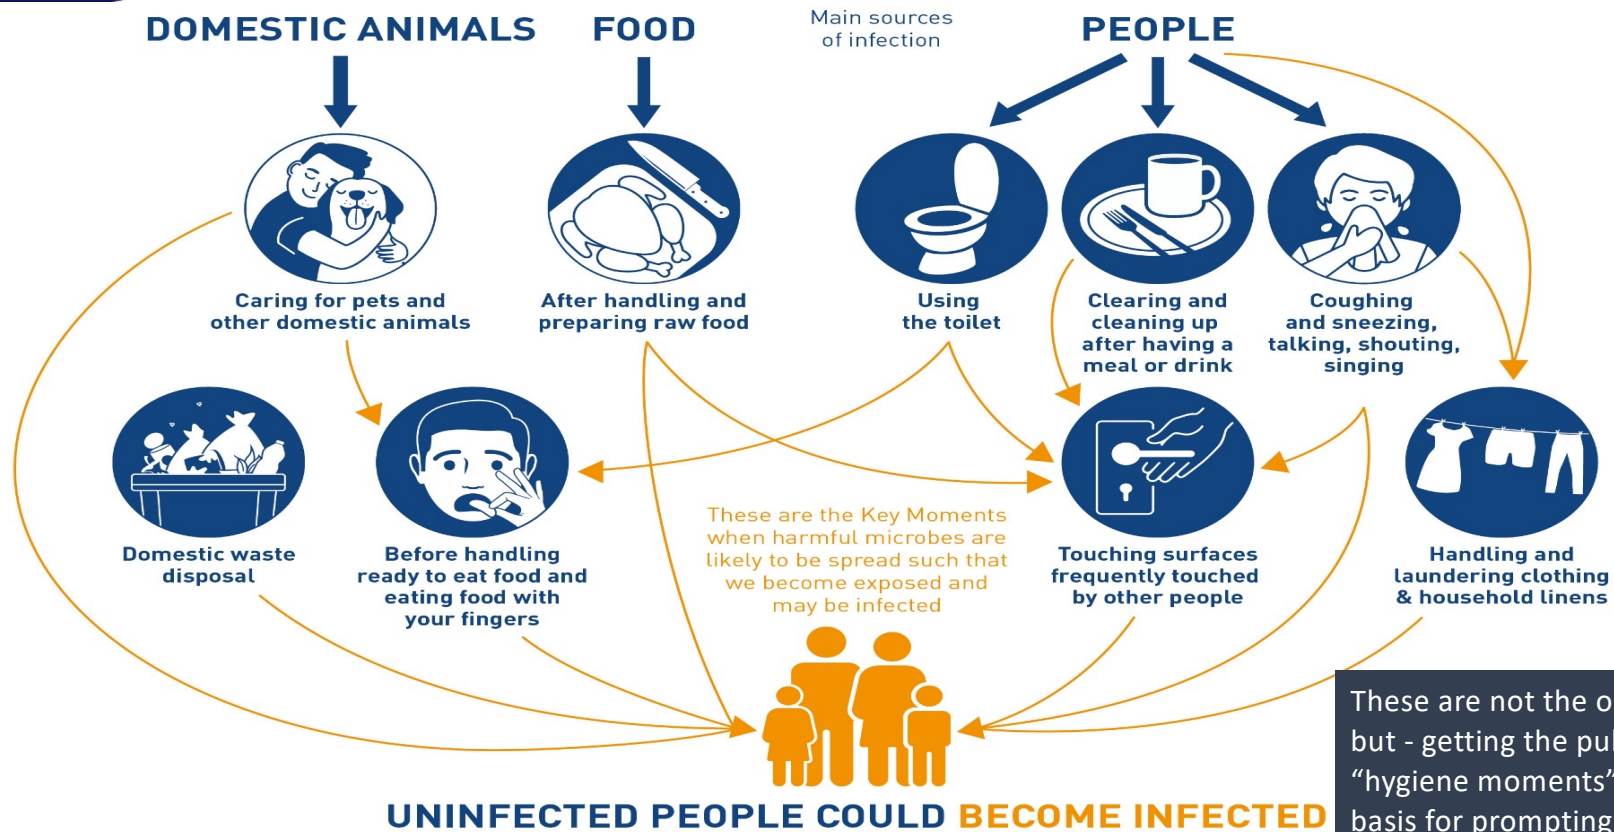 DOMESTIC ANIMALS
FOOD
Main sources
of infection
PEOPLE
Caring for pets and
other domestic animals
After handling and
preparing raw food
Using
the toilet
Clearing and
cleaning up
after having a
meal or drink
Coughing
and sneezing,
talking, shouting,
singing
Domestic waste
disposal
Before handling
ready to eat food and
eating food with
your fingers
These are the Key Moments
when harmful microbes are
likely to be spread such that
we become exposed and
may be infected
Touching surfaces
frequently touched
by other people
Handling and
laundering clothing
& household linens
UNINFECTED PEOPLE COULD BECOME INFECTED
These are not the
but - getting the
“hygiene moments”
basis for prompting